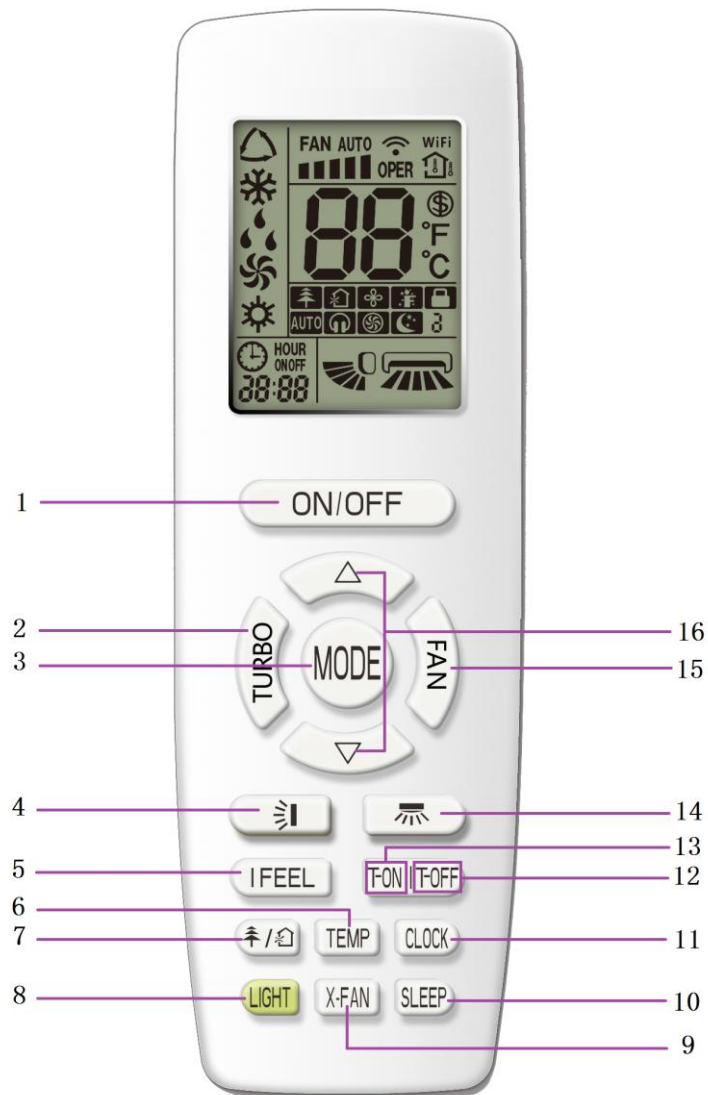 FAN AUTO WiFi
OPER
88
°F
°C
AUTO
HOUR
ON OFF
88:88
1
ON/OFF
2
TURBO
3
MODE
FAN
16
15
4
14
13
5
I FEEL
T-ON
T-OFF
12
6
7
/
TEMP
CLOCK
11
8
LIGHT
X-FAN
SLEEP
10
9